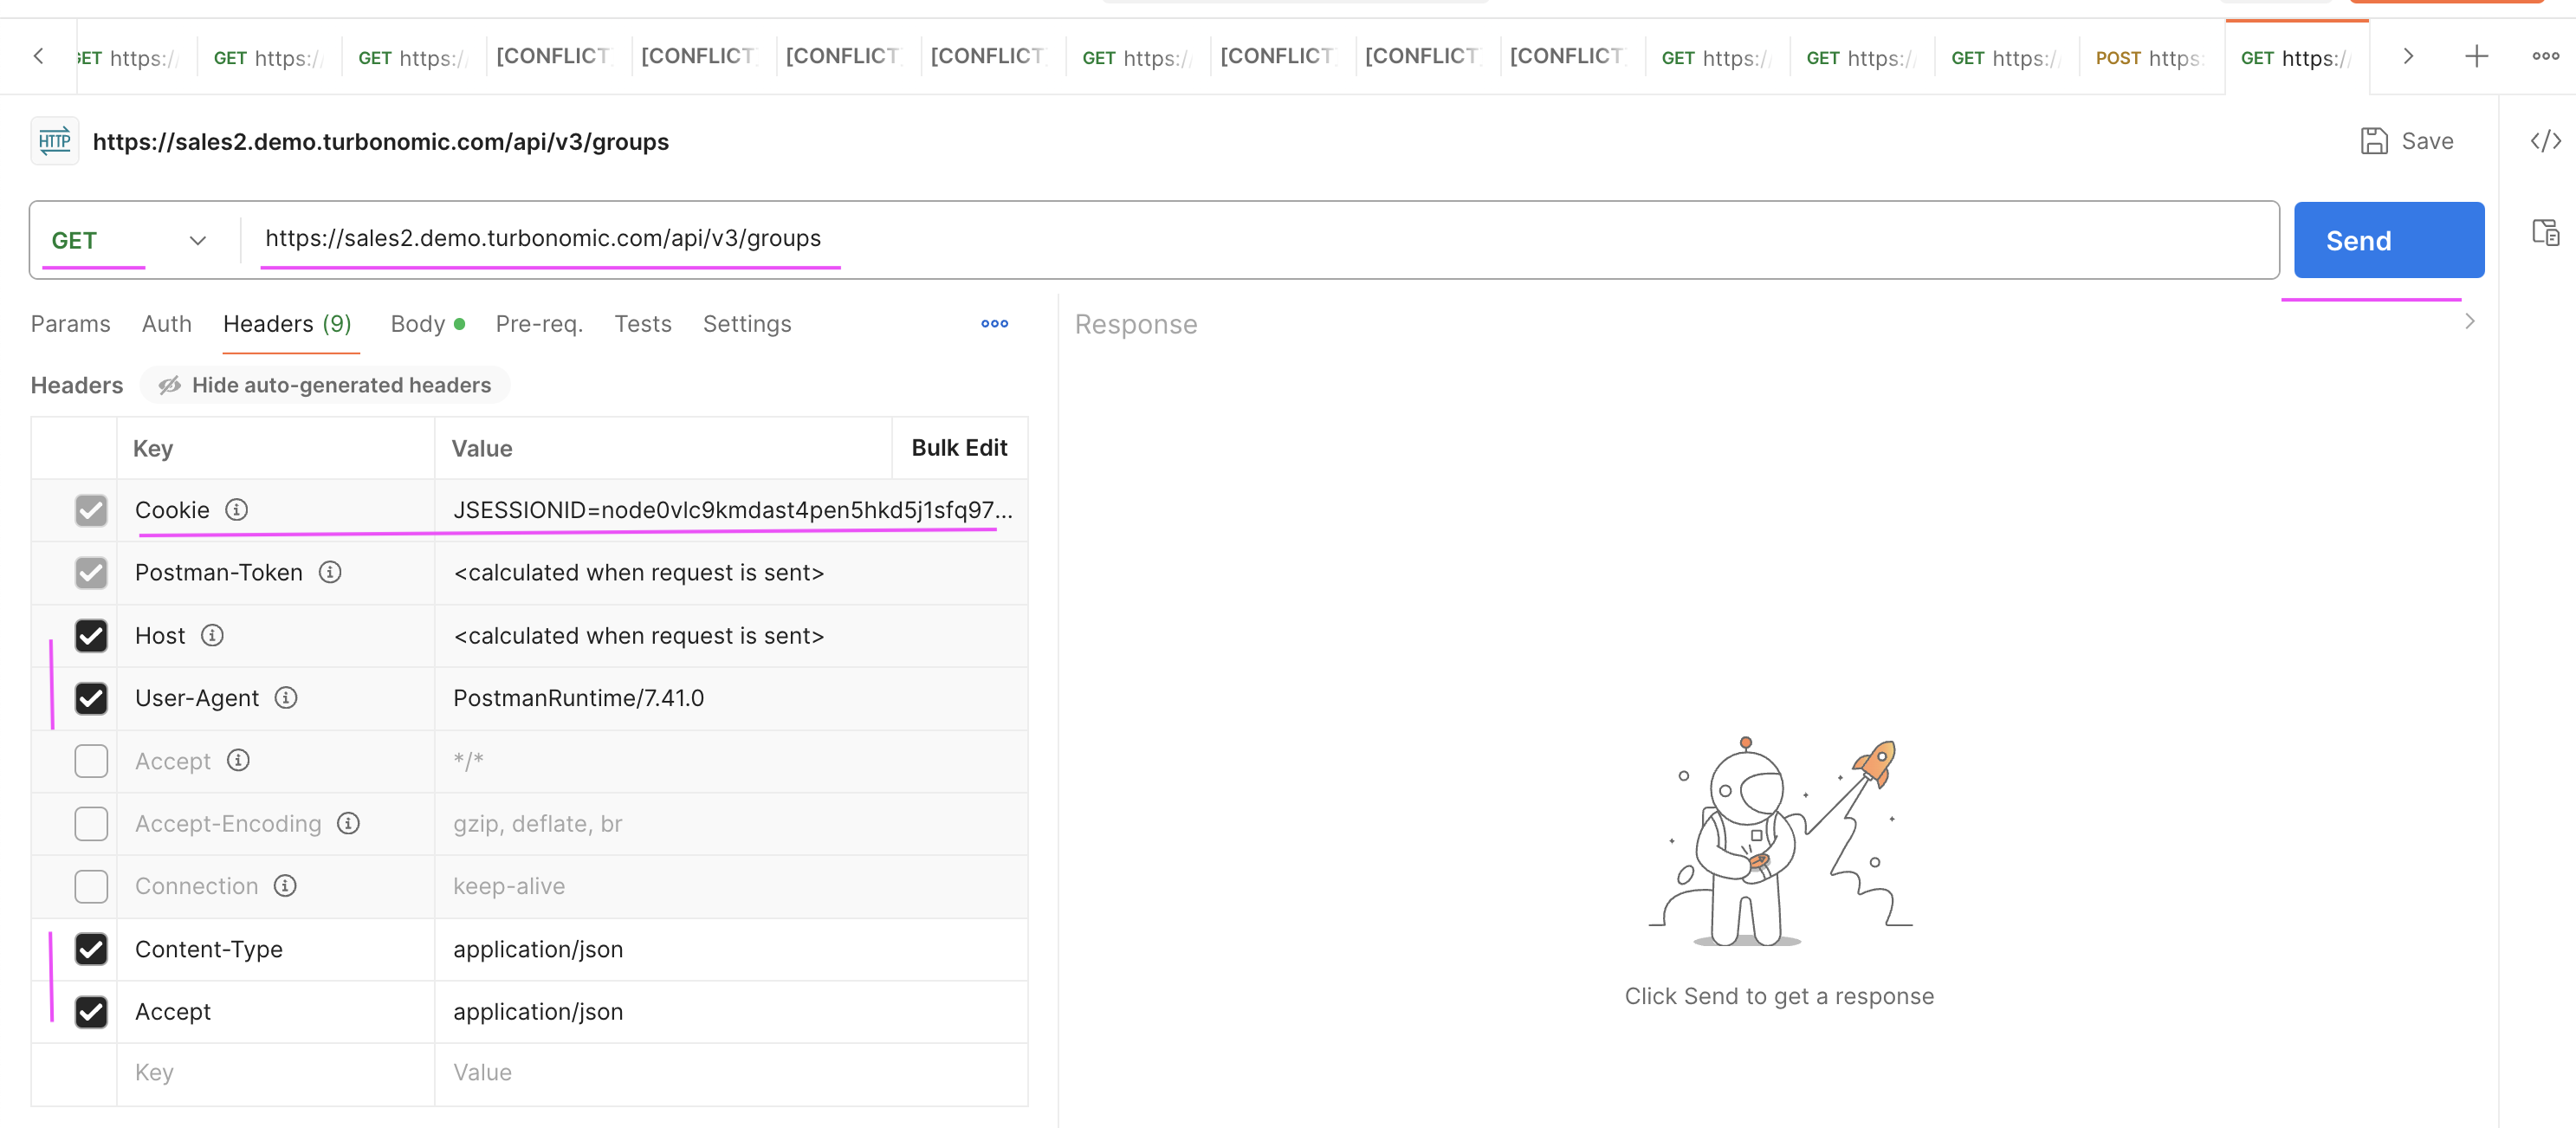 GET https:/ GET https:/ GET https:/ [CONFLICT [CONFLICT [CONFLICT [CONFLICT GET https:/ [CONFLICT [CONFLICT [CONFLICT GET https:/ GET https:/ GET https:/ POST https: GET https:/
HTTP https://sales2.demo.turbonomic.com/api/v3/groups Save </>
GET https://sales2.demo.turbonomic.com/api/v3/groups Send
Params Auth Headers (9) Body Pre-req. Tests Settings Response
Headers Hide auto-generated headers
Key Value Bulk Edit
Cookie JSESSIONID=node0vlc9kmdast4pen5hkd5j1sfq97...
Postman-Token <calculated when request is sent>
Host <calculated when request is sent>
User-Agent PostmanRuntime/7.41.0
Accept */*
Accept-Encoding gzip, deflate, br
Connection keep-alive
Content-Type application/json
Accept application/json
Key Value
Click Send to get a response